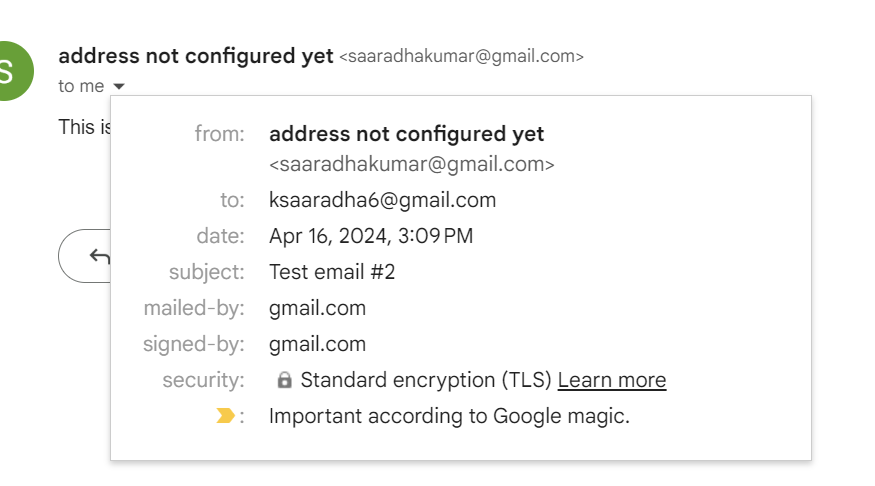 S
address not configured yet <saaradhakumar@gmail.com>
to me
This is
from: address not configured yet
<saaradhakumar@gmail.com>
to: ksaaradha6@gmail.com
date: Apr 16, 2024, 3:09 PM
subject: Test email #2
mailed-by: gmail.com
signed-by: gmail.com
security: Standard encryption (TLS) Learn more
: Important according to Google magic.